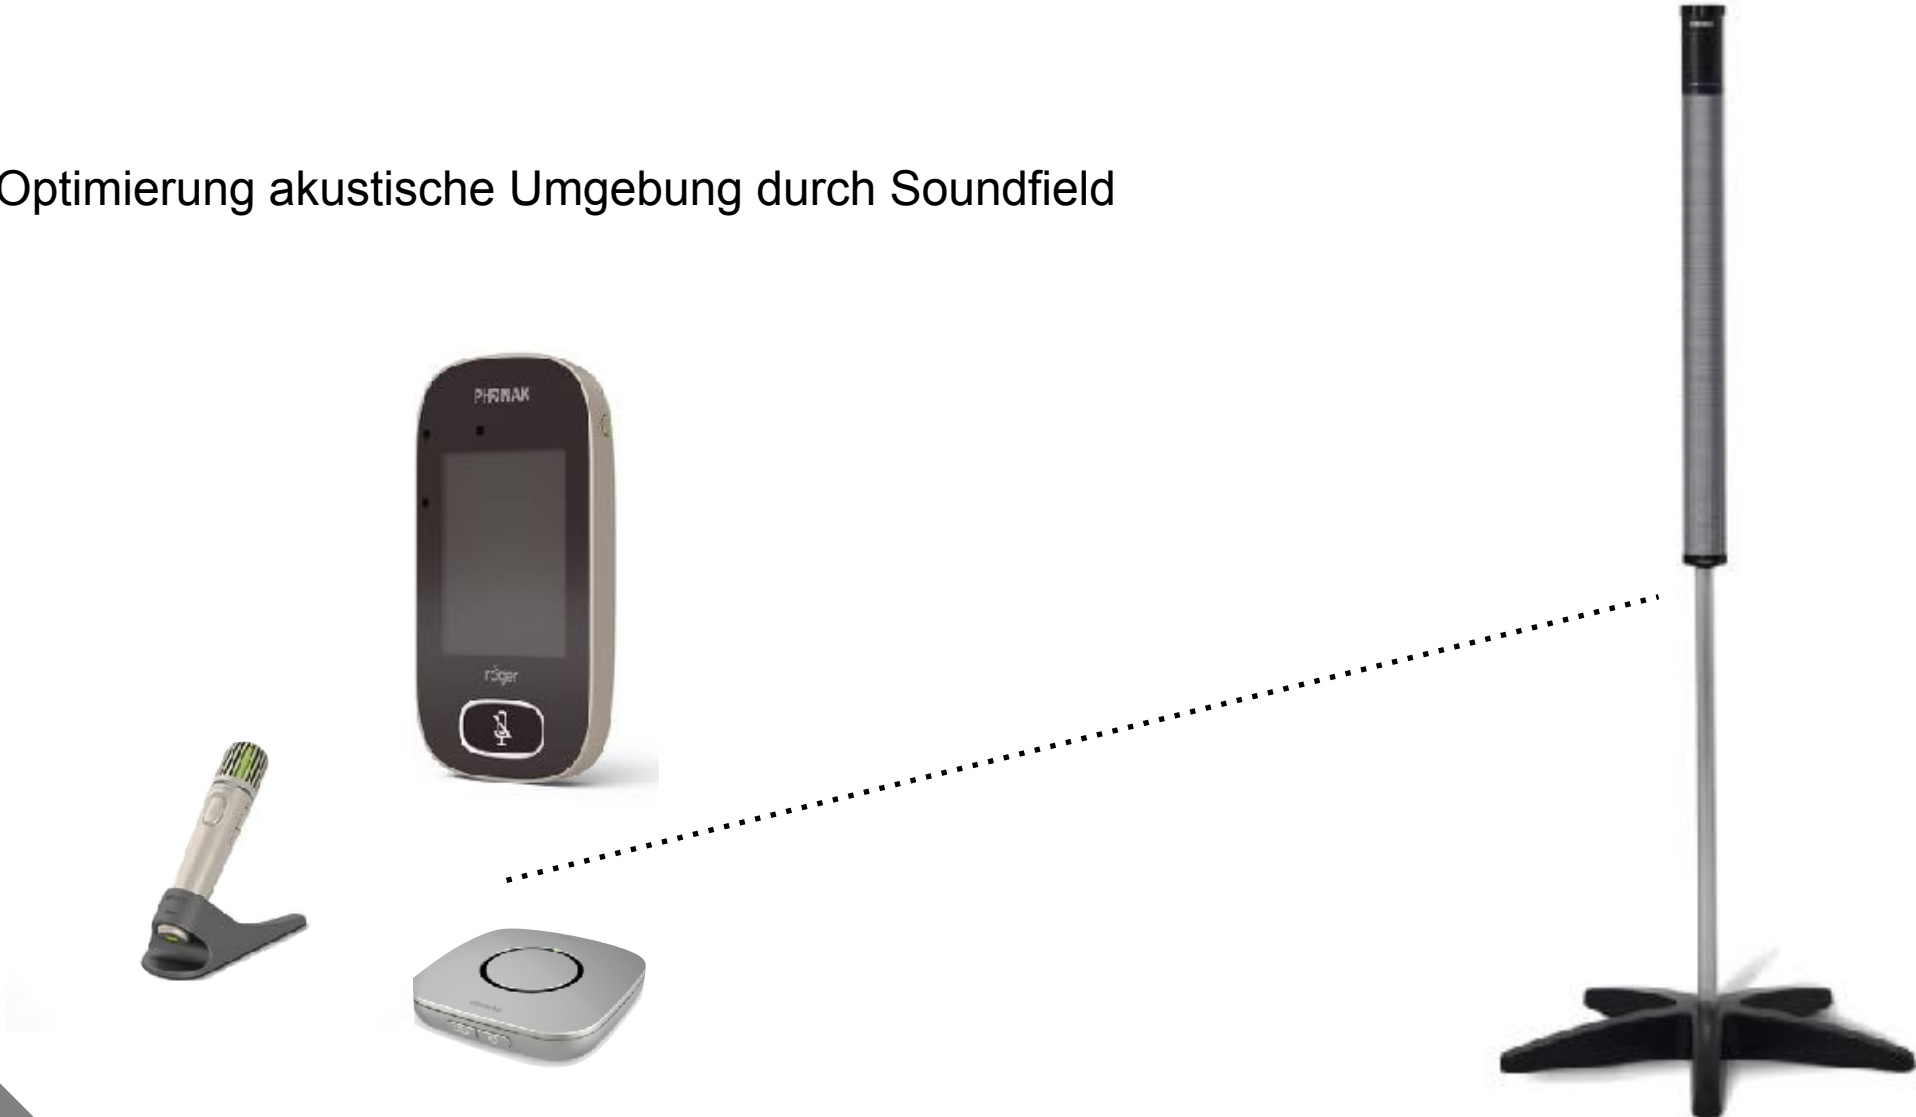 Optimierung akustische Umgebung durch Soundfield
PHONAK
roger